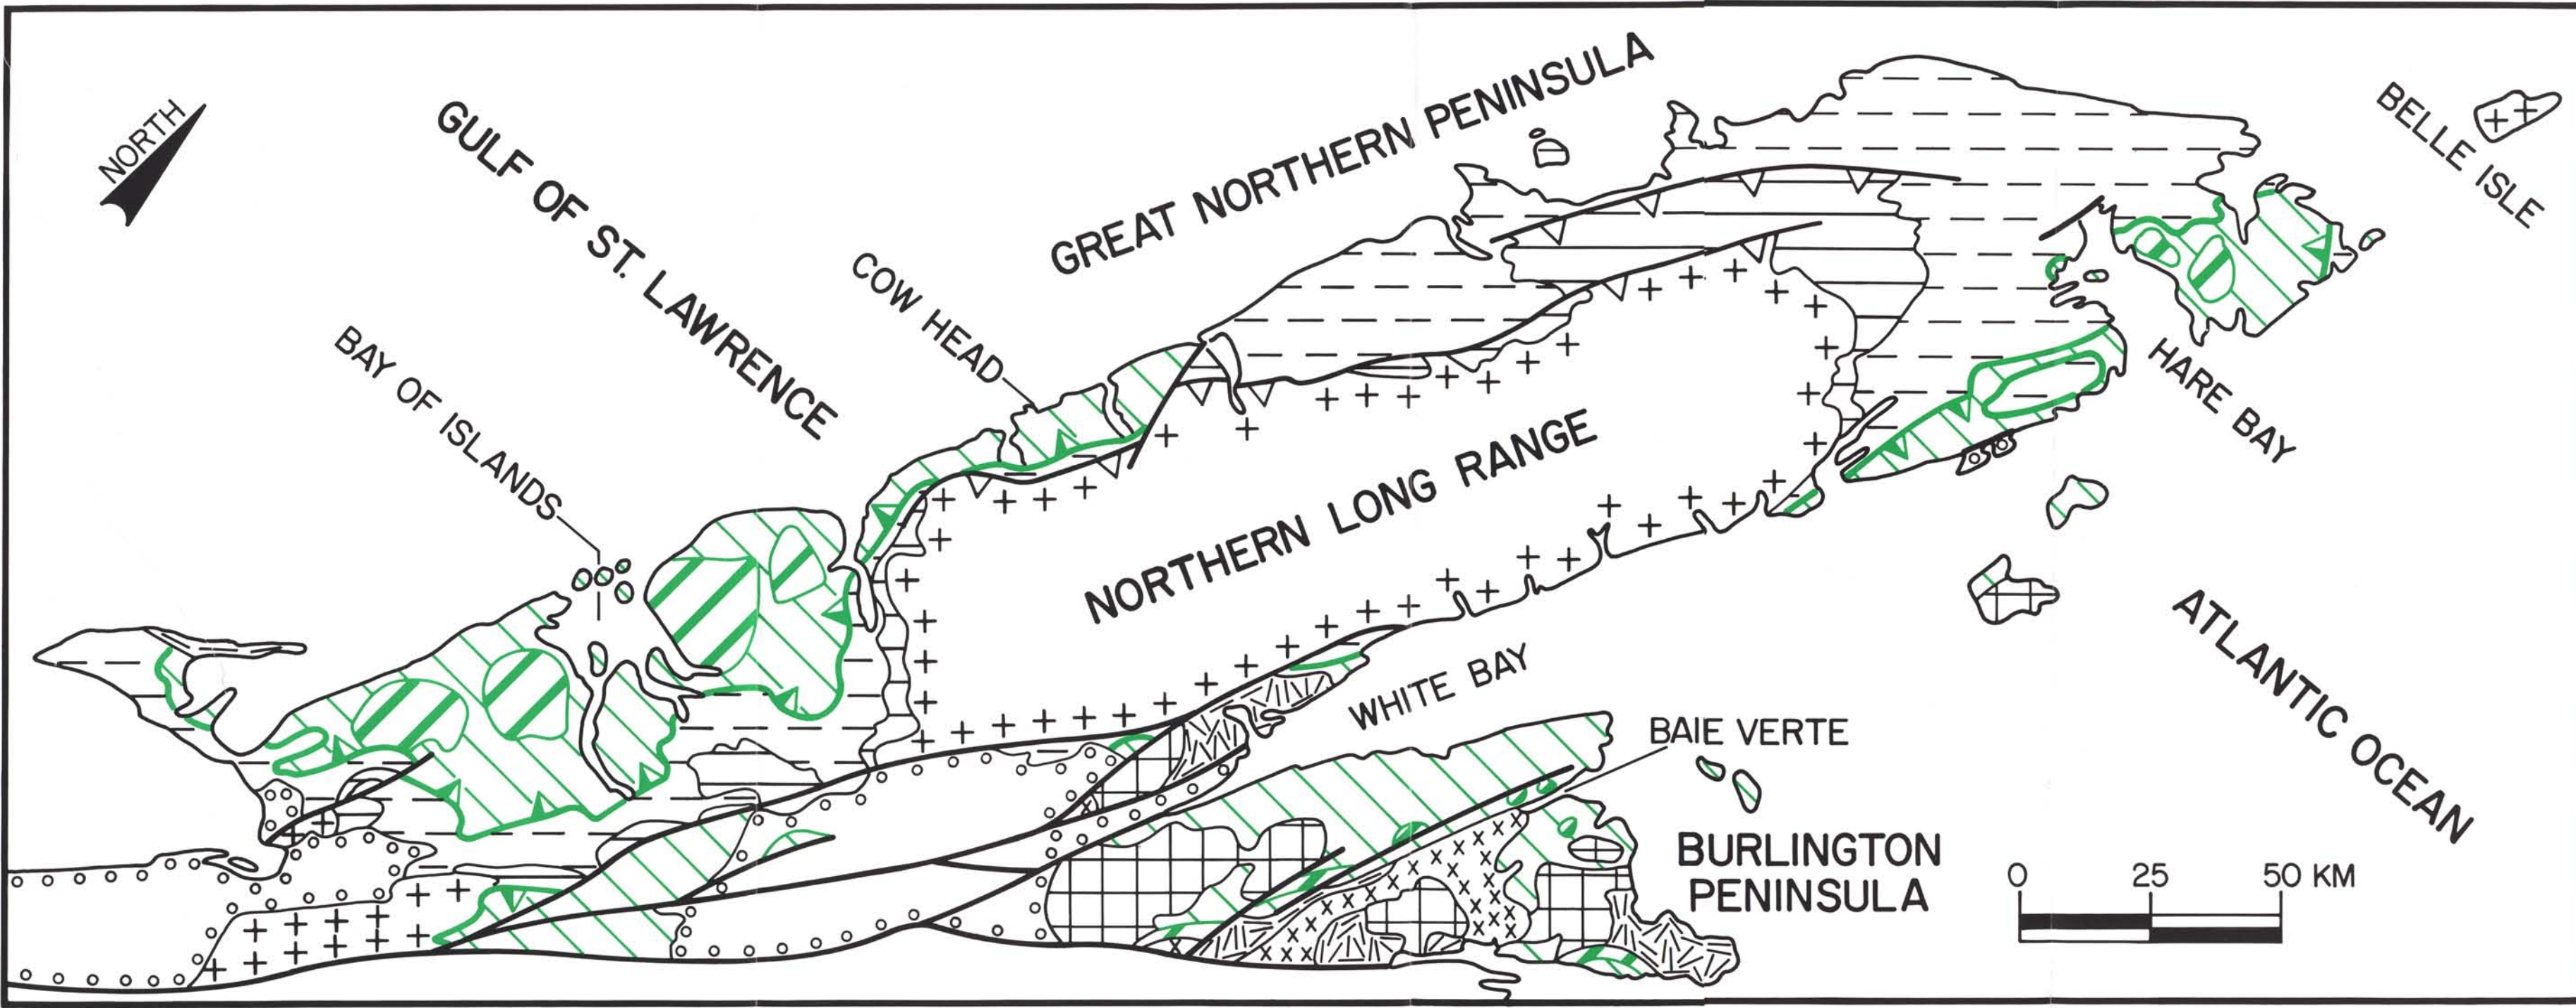 NORTH
GULF OF ST. LAWRENCE
GREAT NORTHERN PENINSULA
BELLE ISLE
COW HEAD
BAY OF ISLANDS
HARE BAY
NORTHERN LONG RANGE
ATLANTIC OCEAN
WHITE BAY
BAIE VERTE
BURLINGTON
PENINSULA
0 25 50 KM